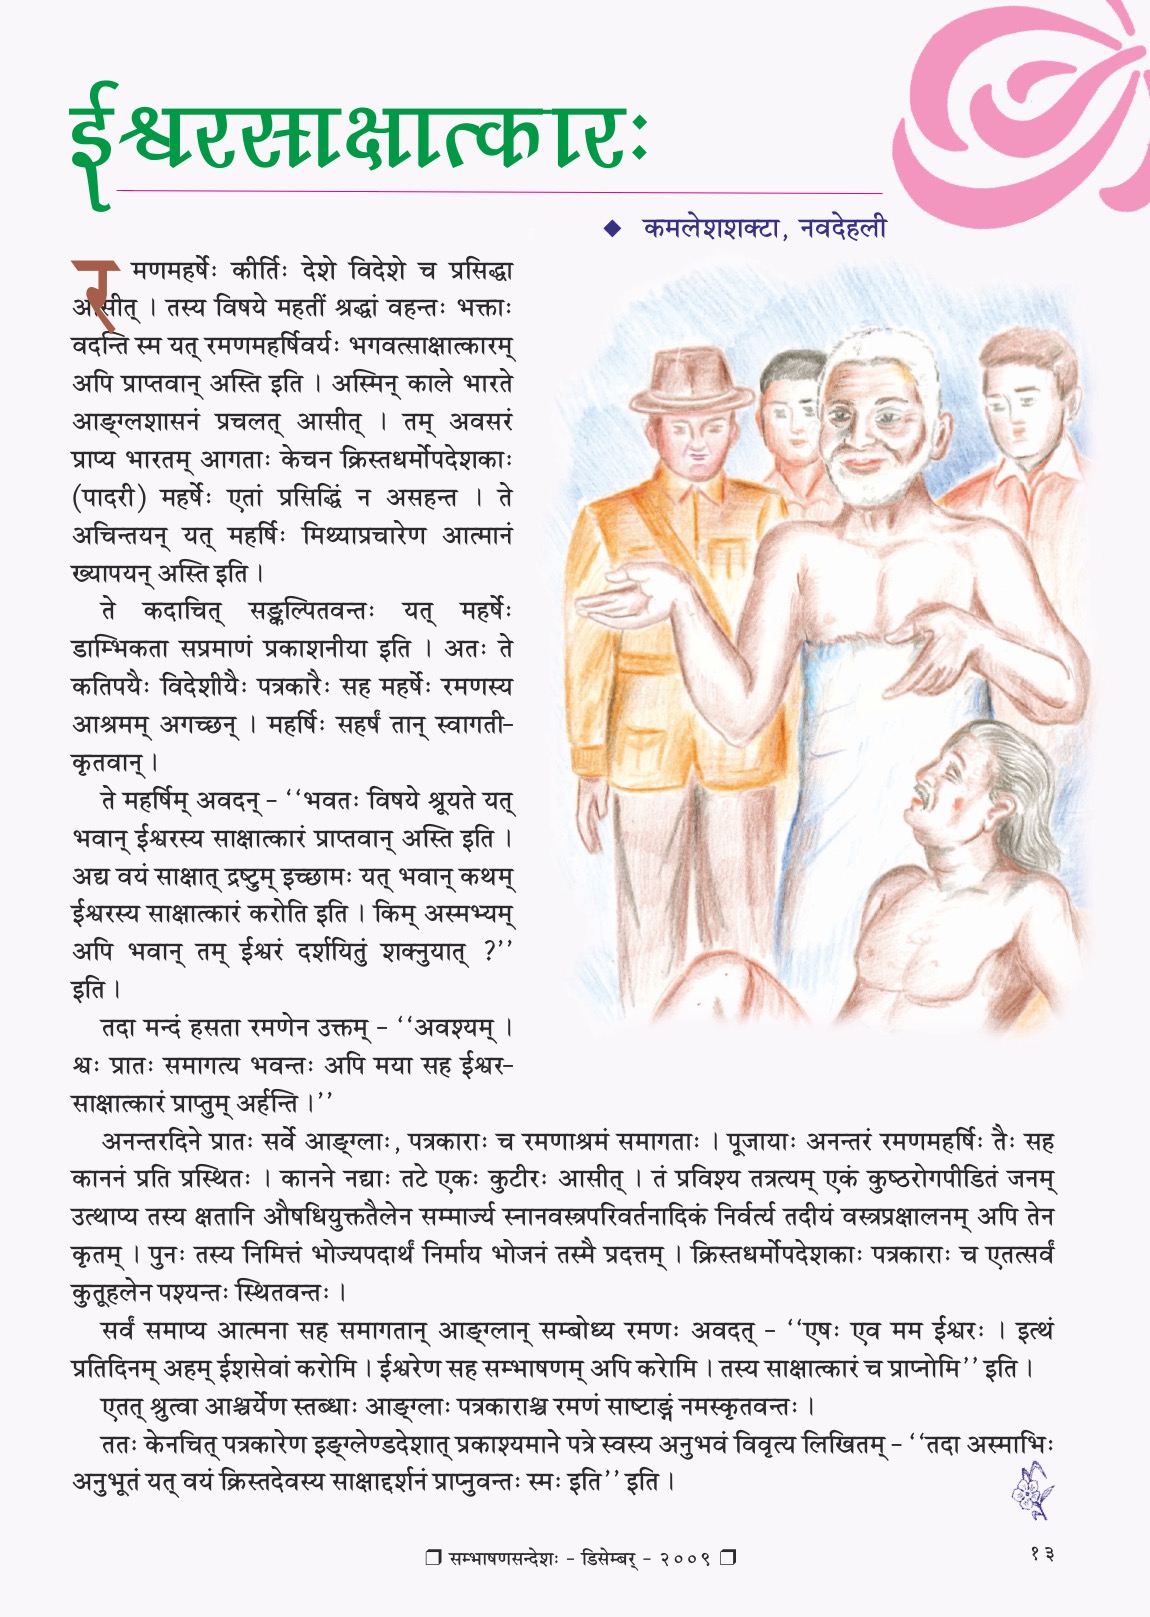 ईश्वरसाक्षात्कारः
◆ कमलेशशक्टा, नवदेहली
रमणमहर्षेः कीर्तिः देशे विदेशे च प्रसिद्धा
आसीत् । तस्य विषये महतीं श्रद्धां वहन्तः भक्ताः
वदन्ति स्म यत् रमणमहर्षिवर्यः भगवत्साक्षात्कारम्
अपि प्राप्तवान् अस्ति इति । अस्मिन् काले भारते
आङ्ग्लशासनं प्रचलत् आसीत् । तम् अवसरं
प्राप्य भारतम् आगताः केचन क्रिस्तधर्मोपदेशकाः
(पादरी) महर्षेः एतां प्रसिद्धिं न असहन्त । ते
अचिन्तयन् यत् महर्षिः मिथ्याप्रचारेण आत्मानं
ख्यापयन् अस्ति इति ।
ते कदाचित् सङ्कल्पितवन्तः यत् महर्षेः
डाम्भिकता सप्रमाणं प्रकाशनीया इति । अतः ते
कतिपयैः विदेशीयैः पत्रकारैः सह महर्षेः रमणस्य
आश्रमम् अगच्छन् । महर्षिः सहर्षं तान् स्वागती-
कृतवान् ।
ते महर्षिम् अवदन् – ‘‘भवतः विषये श्रूयते यत्
भवान् ईश्वरस्य साक्षात्कारं प्राप्तवान् अस्ति इति ।
अद्य वयं साक्षात् द्रष्टुम् इच्छामः यत् भवान् कथम्
ईश्वरस्य साक्षात्कारं करोति इति । किम् अस्मभ्यम्
अपि भवान् तम् ईश्वरं दर्शयितुं शक्नुयात् ?’’
इति ।
तदा मन्दं हसता रमणेन उक्तम् – ‘‘अवश्यम् ।
श्वः प्रातः समागत्य भवन्तः अपि मया सह ईश्वर-
साक्षात्कारं प्राप्तुम् अर्हन्ति ।’’
अनन्तरदिने प्रातः सर्वे आङ्ग्लाः, पत्रकाराः च रमणाश्रमं समागताः । पूजायाः अनन्तरं रमणमहर्षिः तैः सह
काननं प्रति प्रस्थितः । कानने नद्याः तटे एकः कुटीरः आसीत् । तं प्रविश्य तत्रत्यम् एकं कुष्ठरोगपीडितं जनम्
उत्थाप्य तस्य क्षतानि औषधियुक्ततैलेन सम्मार्ज्य स्नानवस्त्रपरिवर्तनादिकं निर्वर्त्य तदीयं वस्त्रप्रक्षालनम् अपि तेन
कृतम् । पुनः तस्य निमित्तं भोज्यपदार्थं निर्माय भोजनं तस्मै प्रदत्तम् । क्रिस्तधर्मोपदेशकाः पत्रकाराः च एतत्सर्वं
कुतूहलेन पश्यन्तः स्थितवन्तः ।
सर्वं समाप्य आत्मना सह समागतान् आङ्ग्लान् सम्बोध्य रमणः अवदत् – ‘‘एषः एव मम ईश्वरः । इत्थं
प्रतिदिनम् अहम् ईशसेवां करोमि । ईश्वरेण सह सम्भाषणम् अपि करोमि । तस्य साक्षात्कारं च प्राप्नोमि’’ इति ।
एतत् श्रुत्वा आश्चर्येण स्तब्धाः आङ्ग्लाः पत्रकाराश्च रमणं साष्टाङ्गं नमस्कृतवन्तः ।
ततः केनचित् पत्रकारेण इङ्ग्लेण्डदेशात् प्रकाश्यमाने पत्रे स्वस्य अनुभवं विवृत्य लिखितम् – ‘‘तदा अस्माभिः
अनुभूतं यत् वयं क्रिस्तदेवस्य साक्षाद्दर्शनं प्राप्नुवन्तः स्मः इति’’ इति ।
❐ सम्भाषणसन्देशः – डिसेम्बर् – २००९ ❐
१३